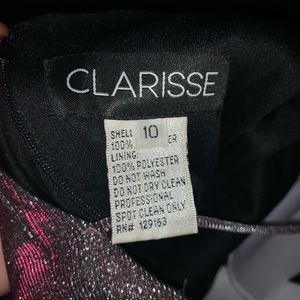 CLARISSE
SHELL 10
100% ER
LINING:
100% POLYESTER
DO NOT WASH
DO NOT DRY CLEAN
PROFESSIONAL
SPOT CLEAN ONLY
RN# 129163